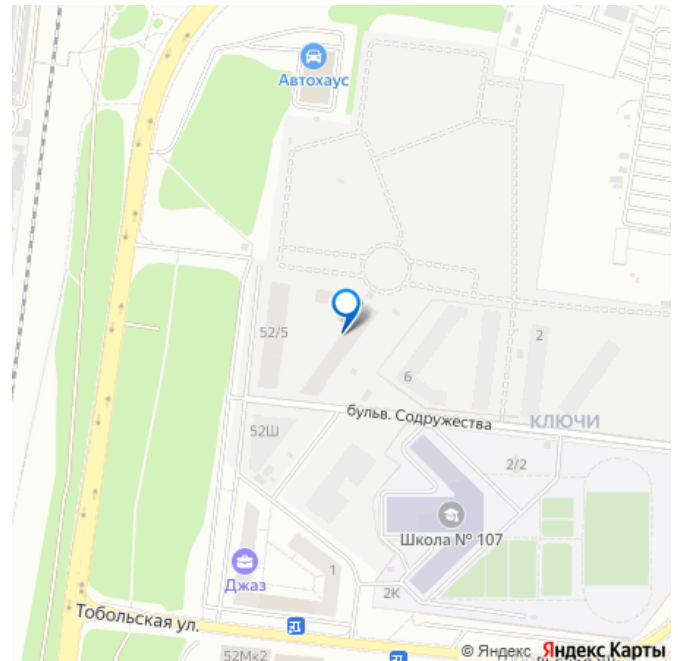 Автохаус
52/5
2
6
бульв. Содружества
КЛЮЧИ
52Ш
2/2
Школа № 107
Джаз
1
2К
Тобольская ул.
52Мк2
© Яндекс Яндекс Карты